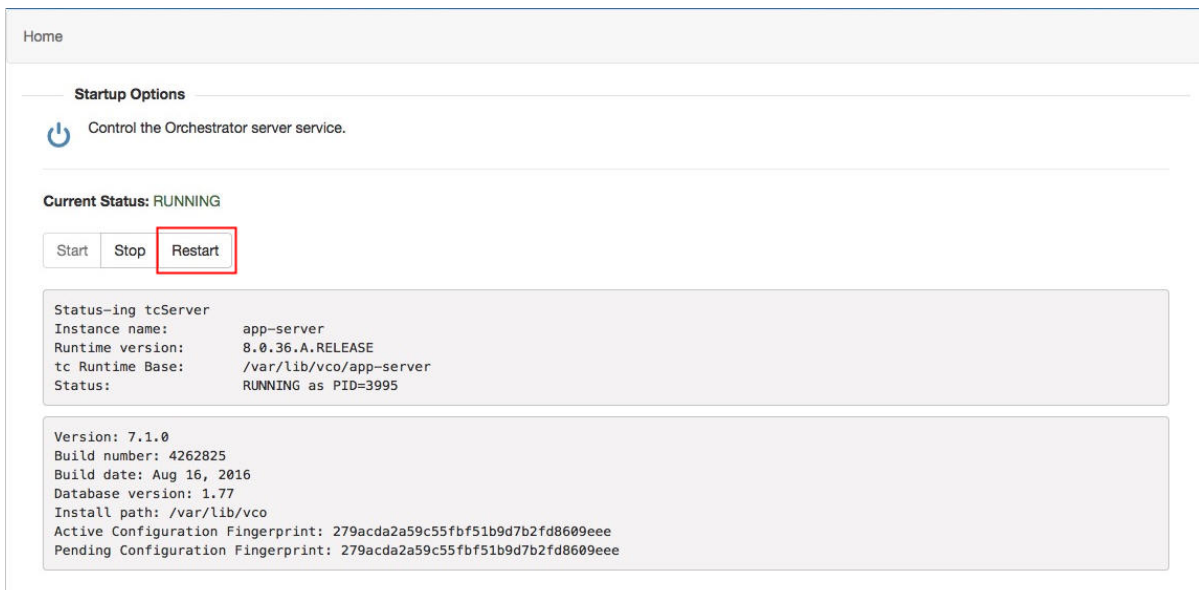 Home
Startup Options
Control the Orchestrator server service.
Current Status: RUNNING
Start Stop Restart
Status-ing tcServer
Instance name: app-server
Runtime version: 8.0.36.A.RELEASE
tc Runtime Base: /var/lib/vco/app-server
Status: RUNNING as PID=3995
Version: 7.1.0
Build number: 4262825
Build date: Aug 16, 2016
Database version: 1.77
Install path: /var/lib/vco
Active Configuration Fingerprint: 279acda2a59c55fbf51b9d7b2fd8609eee
Pending Configuration Fingerprint: 279acda2a59c55fbf51b9d7b2fd8609eee